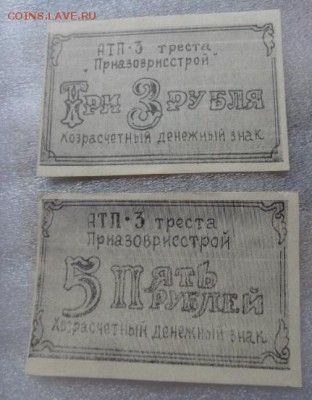 COINS.LAVE.RU
АТП-3 треста
"Приазоврисстрой"
Три 3 рубля
Хозрасчетный денежный знак
АТП-3 треста
Приазоврисстрой
5 Пять
рублей
Хозрасчетный денежный знак